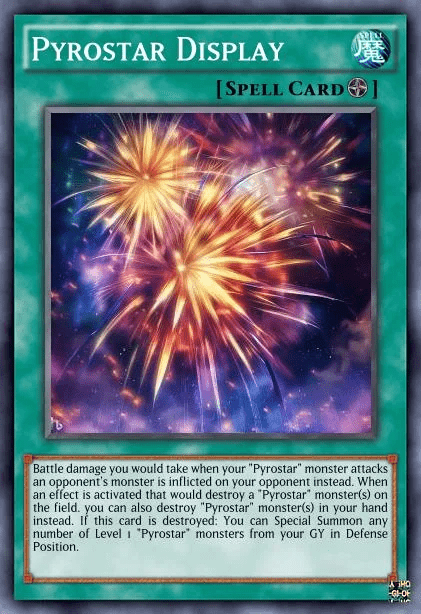 Pyrostar Display
SPELL
魔
[Spell Card]
Battle damage you would take when your "Pyrostar" monster attacks
an opponent's monster is inflicted on your opponent instead. When
an effect is activated that would destroy a "Pyrostar" monster(s) on
the field. you can also destroy "Pyrostar" monster(s) in your hand
instead. If this card is destroyed: You can Special Summon any
number of Level 1 "Pyrostar" monsters from your GY in Defense
Position.